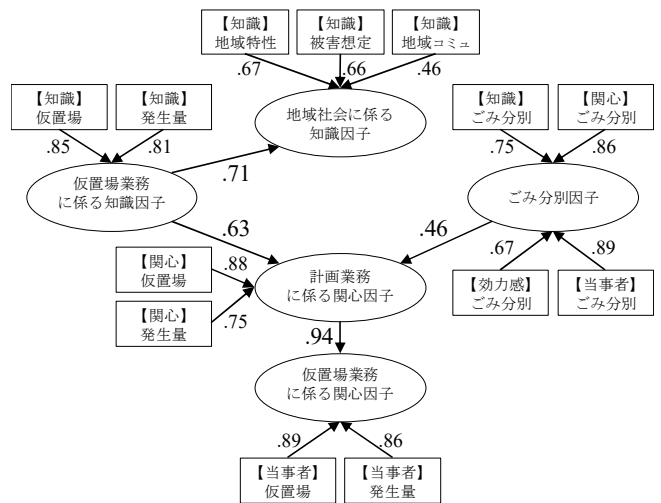 【知識】
地域特性
【知識】
被害想定
【知識】
地域コミュ
.67
.66
.46
【知識】
仮置場
【知識】
発生量
地域社会に係る
知識因子
【知識】
ごみ分別
【関心】
ごみ分別
.85
.81
.75
.86
.71
仮置場業務
に係る知識因子
ごみ分別因子
.63
.46
.67
.89
【関心】
仮置場
.88
計画業務
に係る関心因子
【効力感】
ごみ分別
【当事者】
ごみ分別
【関心】
発生量
.75
.94
仮置場業務
に係る関心因子
.89
.86
【当事者】
仮置場
【当事者】
発生量